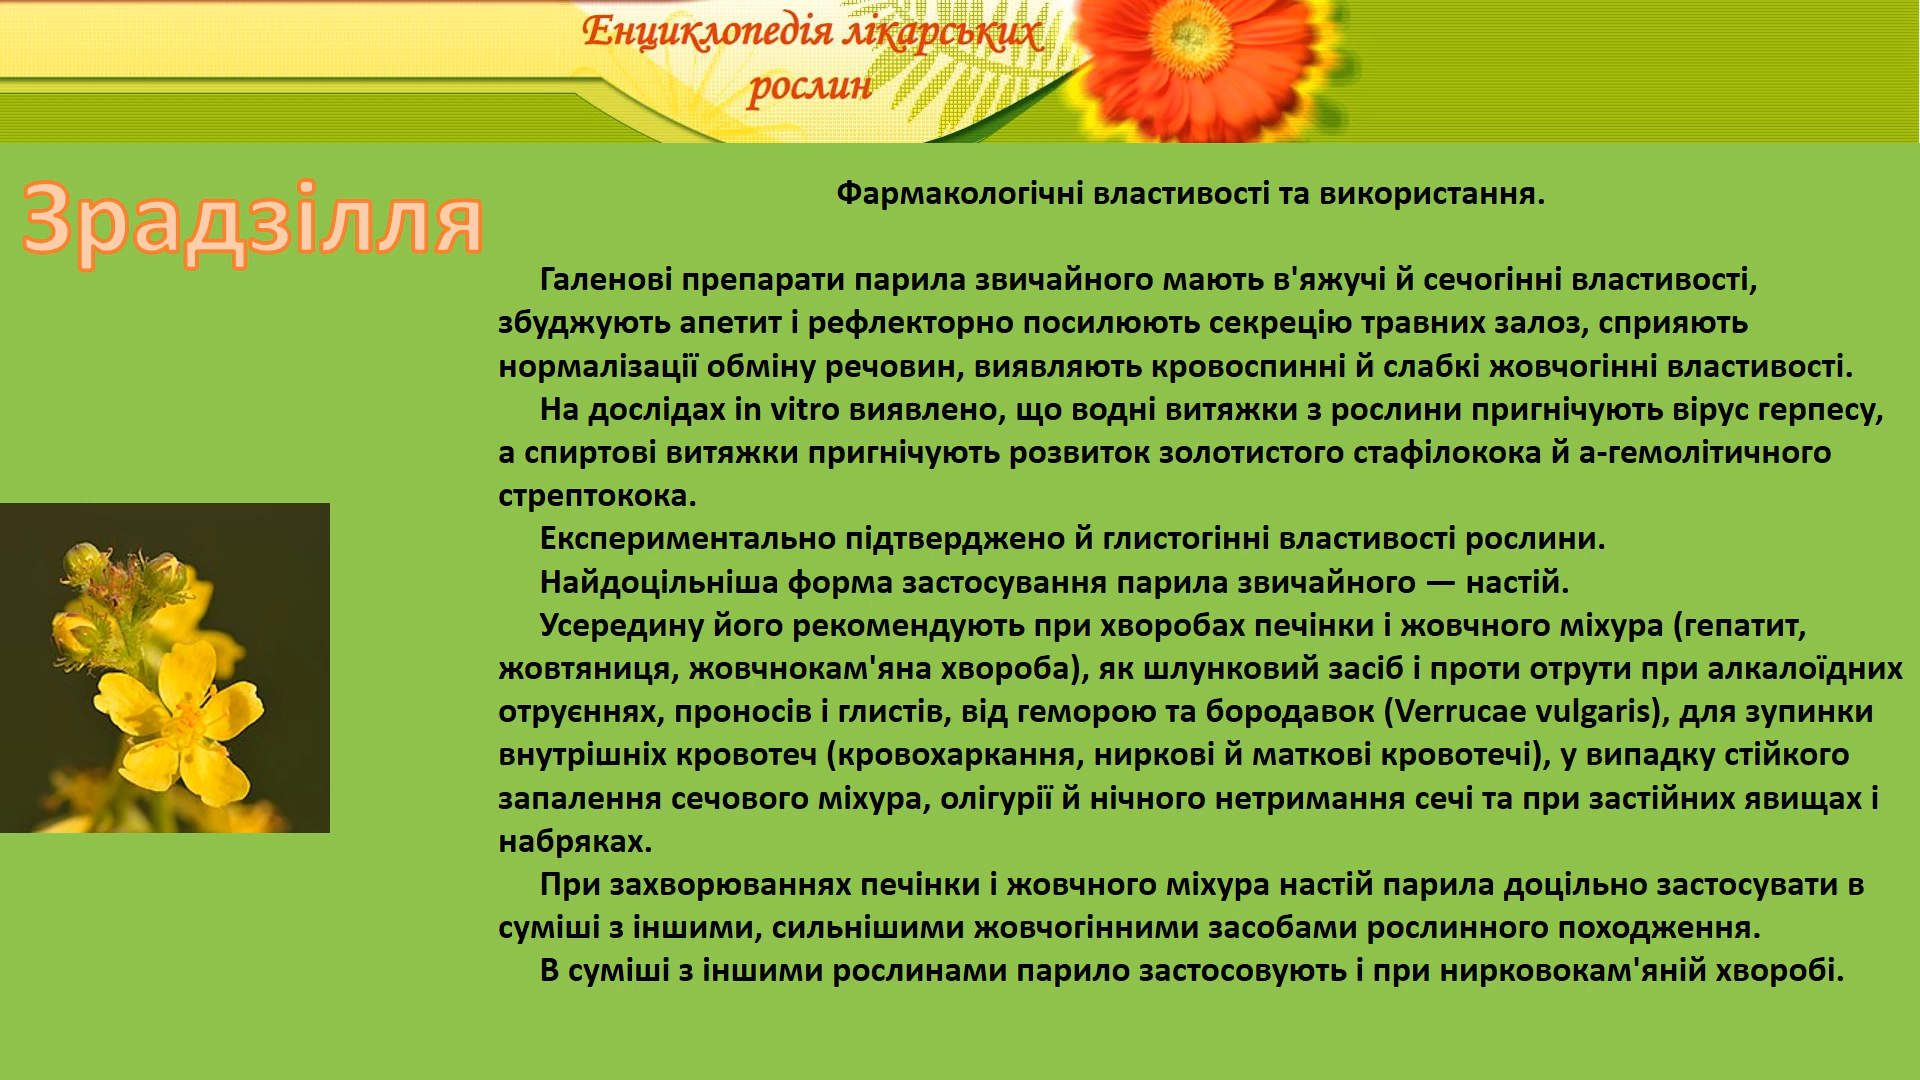 Енциклопедія лікарських
рослин
Зрадзілля
Фармакологічні властивості та використання.
Галенові препарати парила звичайного мають в'яжучі й сечогінні властивості,
збуджують апетит і рефлекторно посилюють секрецію травних залоз, сприяють
нормалізації обміну речовин, виявляють кровоспинні й слабкі жовчогінні властивості.
На дослідах in vitro виявлено, що водні витяжки з рослини пригнічують вірус герпесу,
а спиртові витяжки пригнічують розвиток золотистого стафілокока й а-гемолітичного
стрептокока.
Експериментально підтверджено й глистогінні властивості рослини.
Найдоцільніша форма застосування парила звичайного — настій.
Усередину його рекомендують при хворобах печінки і жовчного міхура (гепатит,
жовтяниця, жовчнокам'яна хвороба), як шлунковий засіб і проти отрути при алкалоїдних
отруєннях, проносів і глистів, від геморою та бородавок (Verrucae vulgaris), для зупинки
внутрішніх кровотеч (кровохаркання, ниркові й маткові кровотечі), у випадку стійкого
запалення сечового міхура, олігурії й нічного нетримання сечі та при застійних явищах і
набряках.
При захворюваннях печінки і жовчного міхура настій парила доцільно застосувати в
суміші з іншими, сильнішими жовчогінними засобами рослинного походження.
В суміші з іншими рослинами парило застосовують і при нирковокам'яній хворобі.